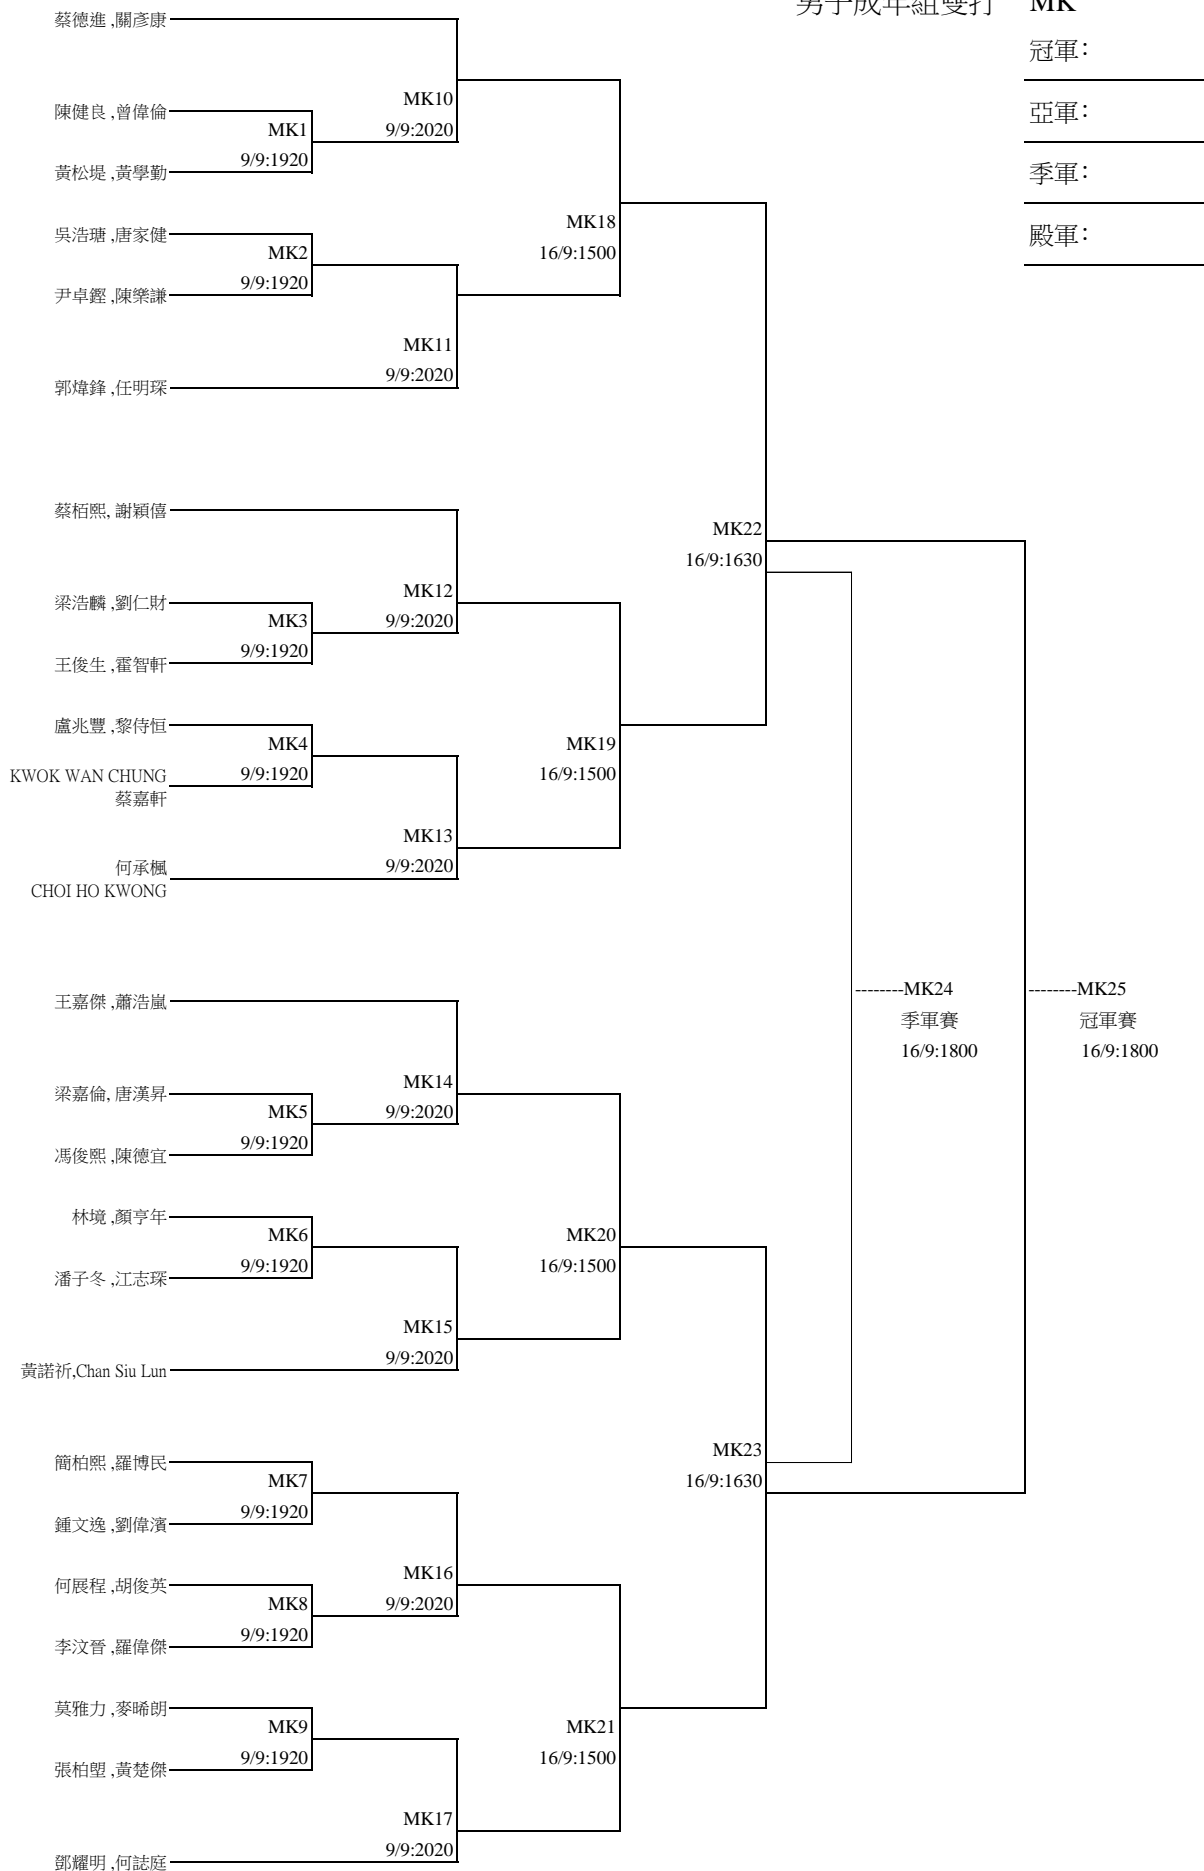 男子成年組雙打 MK
冠軍：
亞軍：
季軍：
殿軍：
蔡德進 ,關彥康
MK10
9/9:2020
陳健良 ,曾偉倫
MK1
9/9:1920
黃松堤 ,黃學勤
MK18
16/9:1500
吳浩瑭 ,唐家健
MK2
9/9:1920
尹卓鏗 ,陳樂謙
MK11
9/9:2020
郭煒鋒 ,任明琛
MK22
16/9:1630
蔡栢熙, 謝穎僖
MK12
9/9:2020
梁浩麟 ,劉仁財
MK3
9/9:1920
王俊生 ,霍智軒
盧兆豐 ,黎侍恒
MK4
9/9:1920
MK19
16/9:1500
KWOK WAN CHUNG
蔡嘉軒
MK13
9/9:2020
何承楓
CHOI HO KWONG
--------MK24
季軍賽
16/9:1800
--------MK25
冠軍賽
16/9:1800
王嘉傑 ,蕭浩嵐
MK14
9/9:2020
梁嘉倫, 唐漢昇
MK5
9/9:1920
馮俊熙 ,陳德宜
林境 ,顏亨年
MK6
9/9:1920
MK20
16/9:1500
潘子冬 ,江志琛
MK15
9/9:2020
黃諾祈,Chan Siu Lun
MK23
16/9:1630
簡柏熙 ,羅博民
MK7
9/9:1920
鍾文逸 ,劉偉濱
MK16
9/9:2020
何展程 ,胡俊英
MK8
9/9:1920
李汶晉 ,羅偉傑
莫雅力 ,麥晞朗
MK9
9/9:1920
MK21
16/9:1500
張柏塱 ,黃楚傑
MK17
9/9:2020
鄧耀明 ,何誌庭